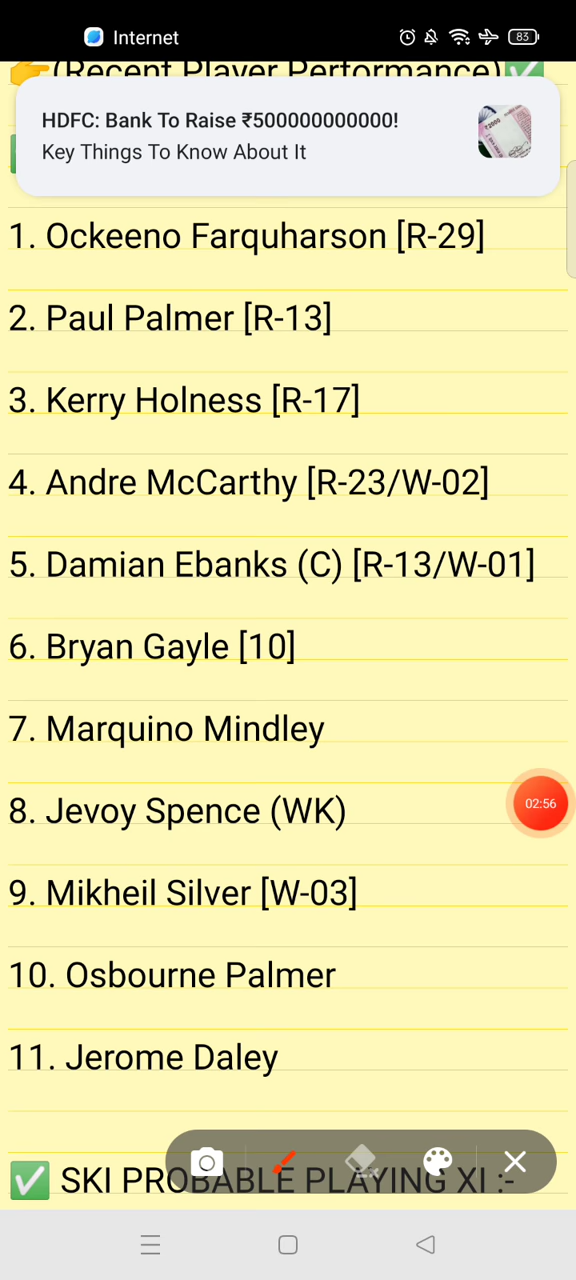 Internet
83
(Recent Player Performance)
HDFC: Bank To Raise ₹500000000000!
Key Things To Know About It
1. Ockeeno Farquharson [R-29]
2. Paul Palmer [R-13]
3. Kerry Holness [R-17]
4. Andre McCarthy [R-23/W-02]
5. Damian Ebanks (C) [R-13/W-01]
6. Bryan Gayle [10]
7. Marquino Mindley
02:56
8. Jevoy Spence (WK)
9. Mikheil Silver [W-03]
10. Osbourne Palmer
11. Jerome Daley
SKI PROBABLE PLAYING XI :-